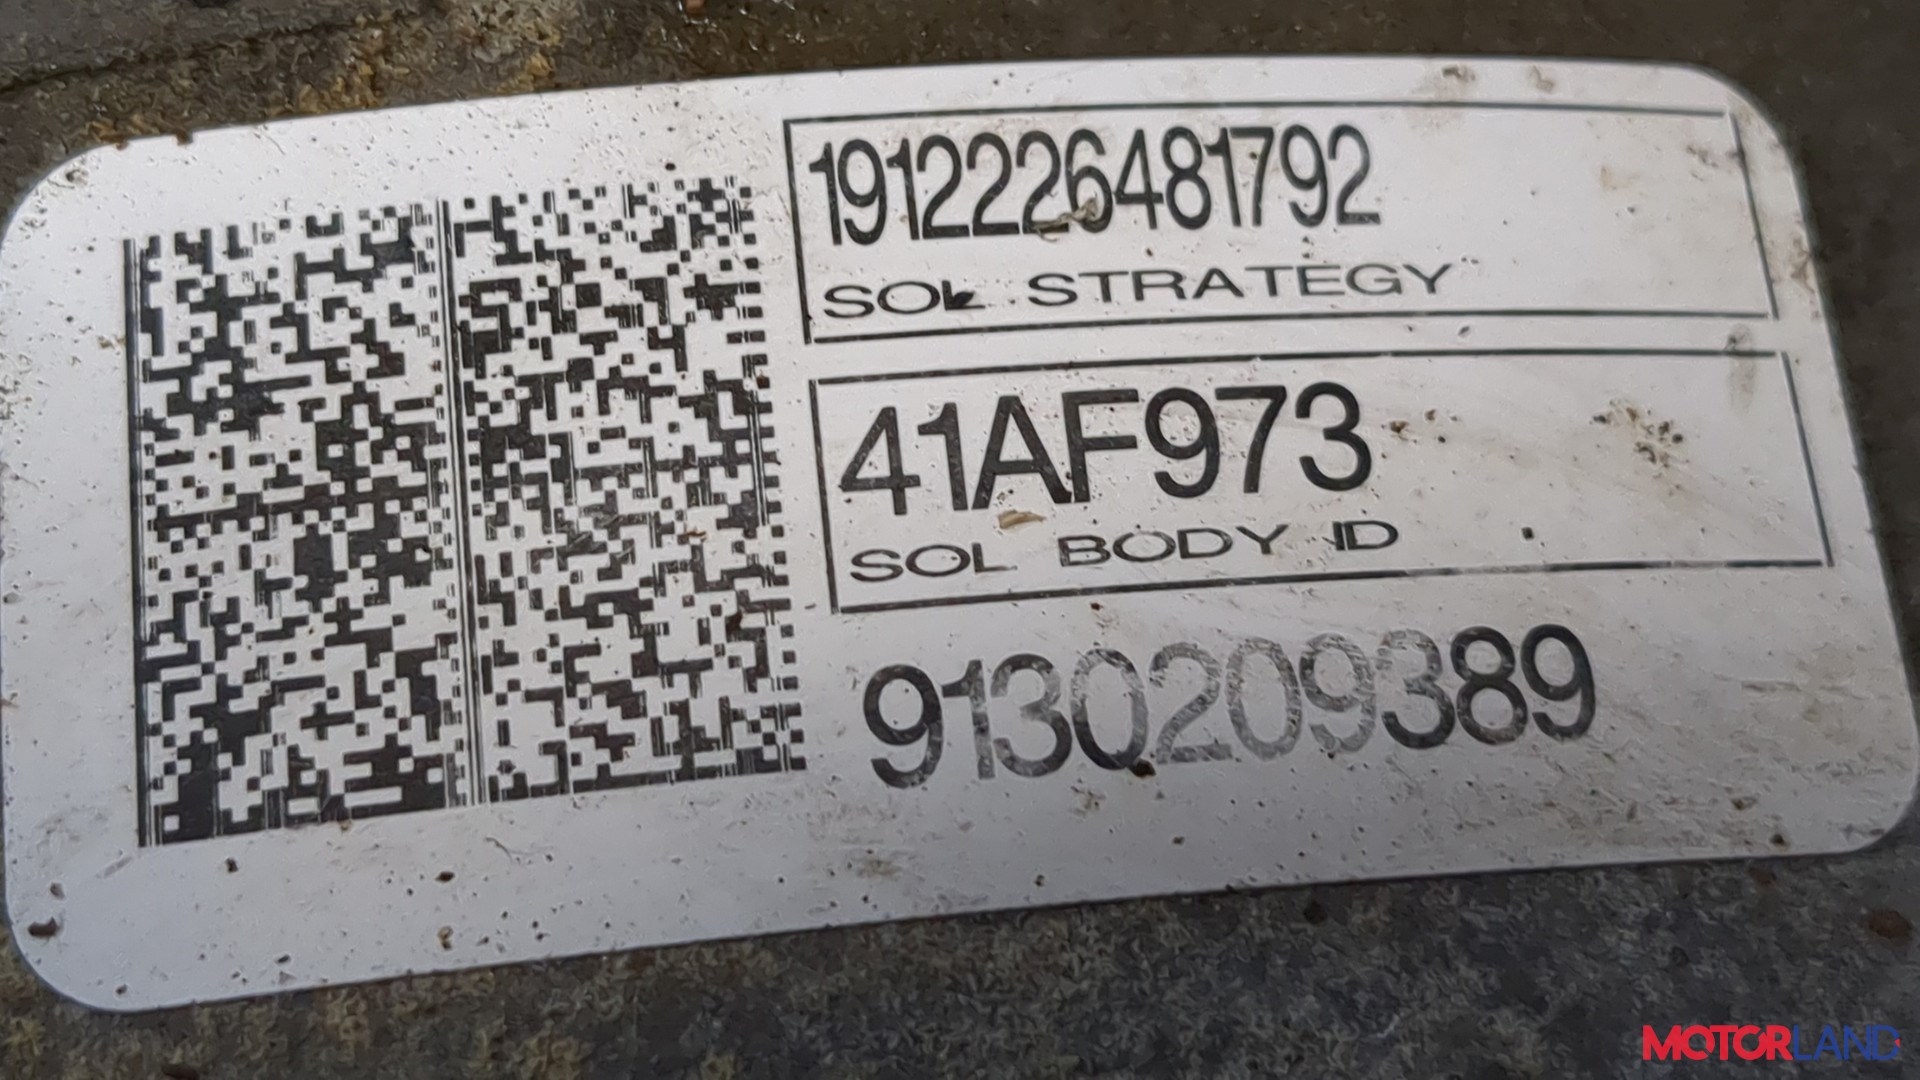 1912226481792
SOL STRATEGY
41AF973
SOL BODY ID
9130209389
MOTORLAND